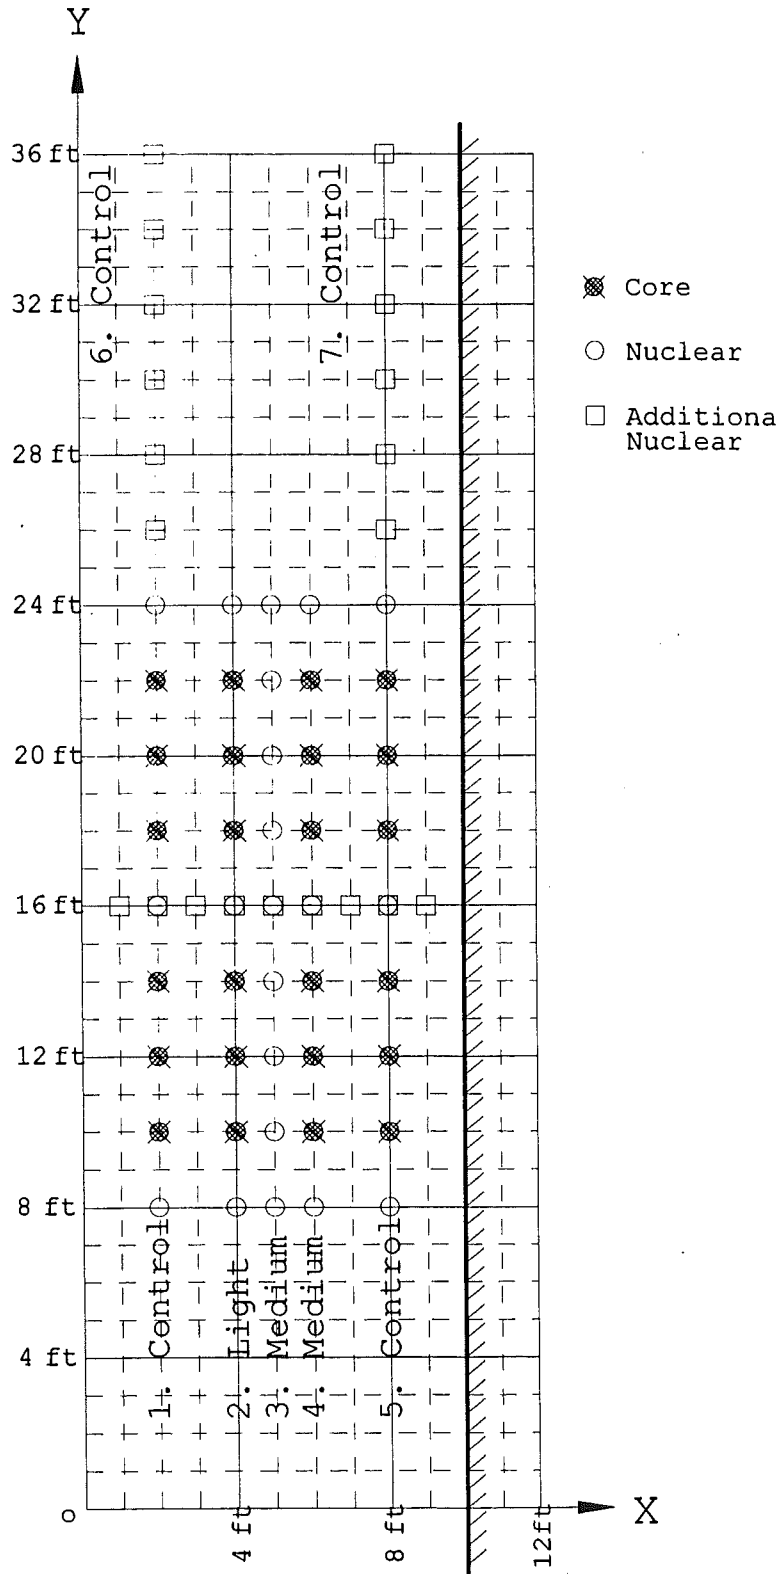 Y
36 ft
6. Control
7. Control
32 ft
Core
Nuclear
Additiona
Nuclear
28 ft
24 ft
20 ft
16 ft
12 ft
8 ft
1. Control
2. Light
3. Medium
4. Medium
5. Control
4 ft
O
4 ft
8 ft
12ft
X